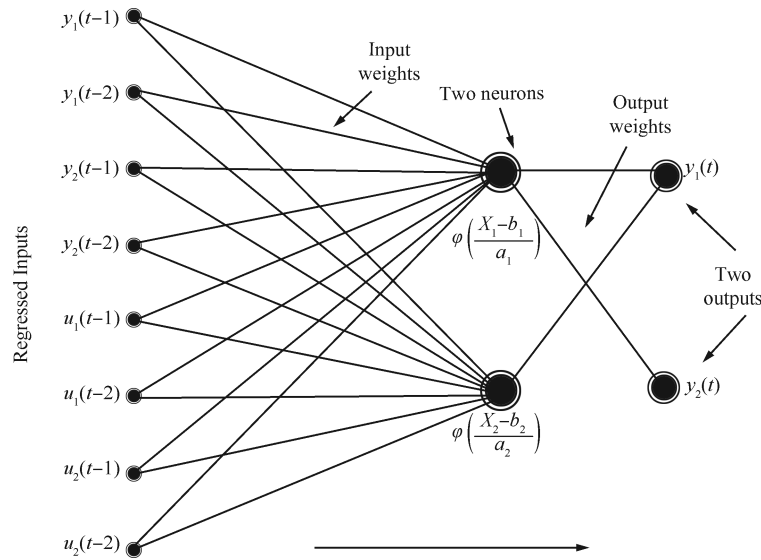 y₁(t−1)
y₁(t−2)
y₂(t−1)
y₂(t−2)
u₁(t−1)
u₁(t−2)
u₂(t−1)
u₂(t−2)
Regressed Inputs
Input
weights
Two neurons
Output
weights
φ((X₁−b₁)/a₁)
φ((X₂−b₂)/a₂)
y₁(t)
Two
outputs
y₂(t)